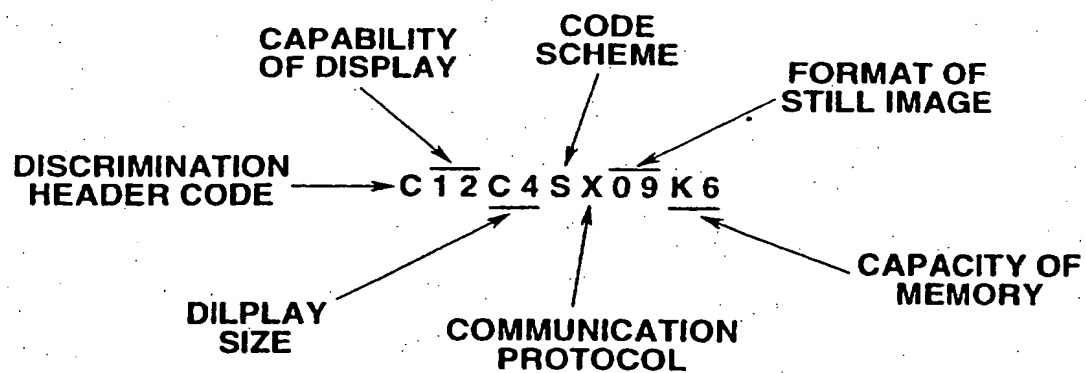 CAPABILITY
OF DISPLAY
CODE
SCHEME
FORMAT OF
STILL IMAGE
DISCRIMINATION
HEADER CODE
C 1 2 C 4 S X 0 9 K 6
DILPLAY
SIZE
COMMUNICATION
PROTOCOL
CAPACITY OF
MEMORY